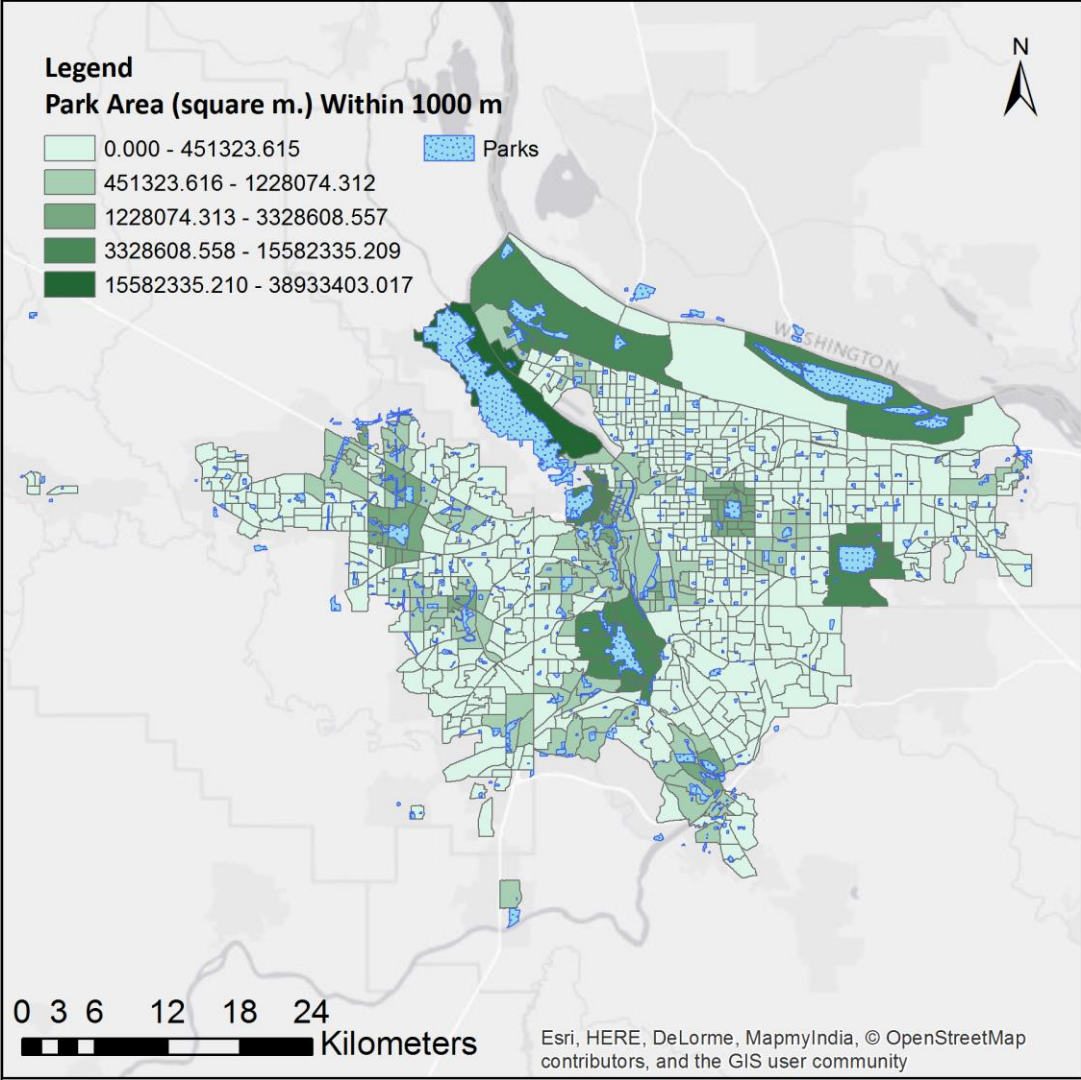 Legend
Park Area (square m.) Within 1000 m
0.000 - 451323.615
Parks
451323.616 - 1228074.312
1228074.313 - 3328608.557
3328608.558 - 15582335.209
15582335.210 - 38933403.017
N
WASHINGTON
0 3 6 12 18 24
Kilometers
Esri, HERE, DeLorme, MapmyIndia, © OpenStreetMap
contributors, and the GIS user community